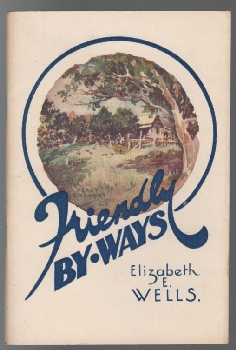 Friendly
BY·WAYS
Elizabeth
E.
WELLS.